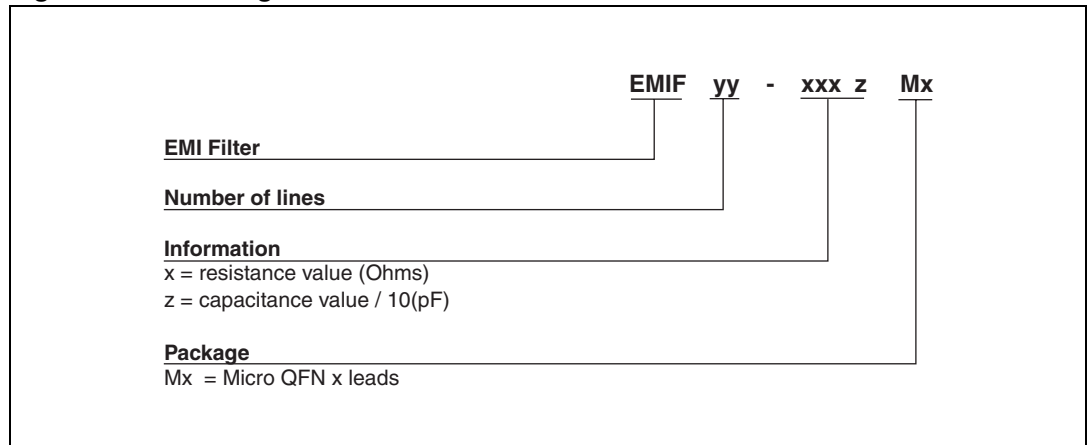 EMIF yy - xxx z Mx
EMI Filter
Number of lines
Information
x = resistance value (Ohms)
z = capacitance value / 10(pF)
Package
Mx = Micro QFN x leads